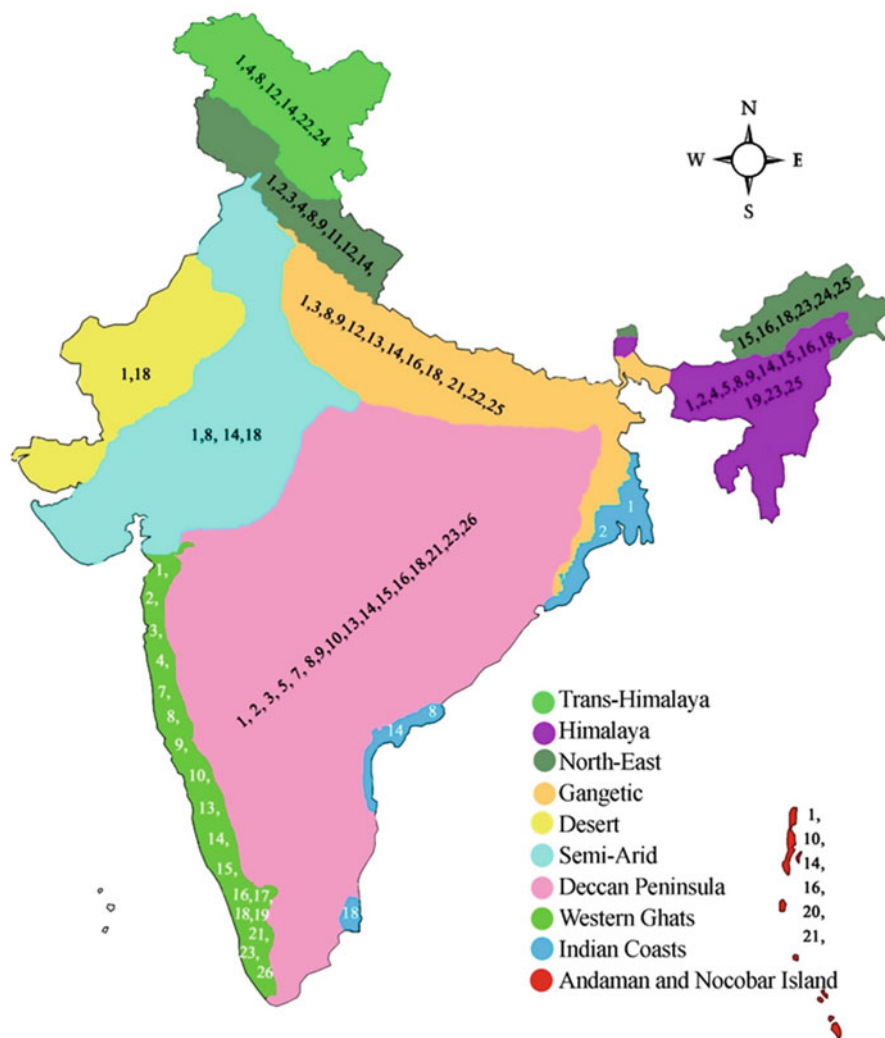 1,4,8,12,14,22,24
N
W
E
S
1,2,3,4,8,9,11,12,14,
15,16,18,23,24,25
1,3,8,9,12,13,14,16,18, 21,22,25
1,2,4,5,8,9,14,15,16,18,
19,23,25
1,18
1,8, 14,18
1
2
1, 2, 3, 5, 7, 8,9,10,13,14,15,16,18,21,23,26
1,
2,
3,
4,
7,
8,
9,
10,
13,
14,
15,
16,17,
18,19
21,
23,
26
8
14
18
Trans-Himalaya
Himalaya
North-East
Gangetic
Desert
Semi-Arid
Deccan Peninsula
Western Ghats
Indian Coasts
Andaman and Nocobar Island
1,
10,
14,
16,
20,
21,